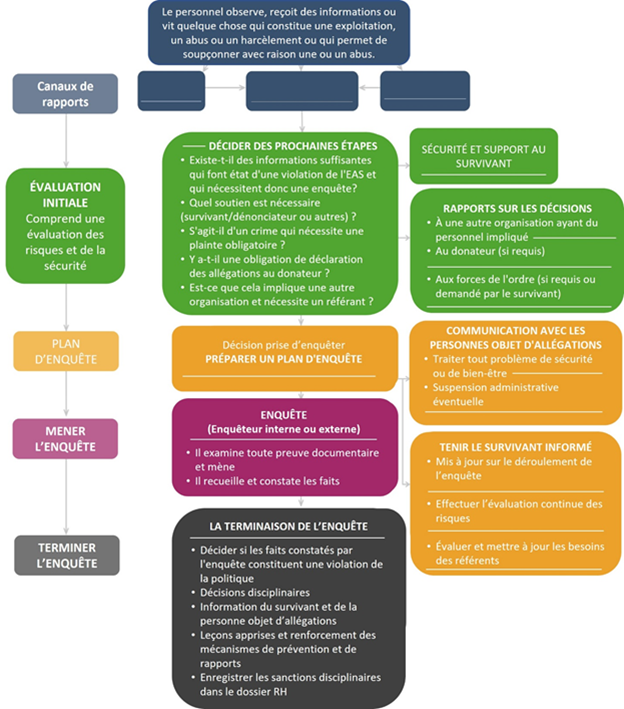 Le personnel observe, reçoit des informations ou
vit quelque chose qui constitue une exploitation,
un abus ou un harcèlement ou qui permet de
soupçonner avec raison une ou un abus.
Canaux de
rapports
ÉVALUATION
INITIALE
Comprend une
évaluation des
risques et de la
sécurité
PLAN
D'ENQUÊTE
MENER
L'ENQUÊTE
TERMINER
L'ENQUÊTE
DÉCIDER DES PROCHAINES ÉTAPES
• Existe-t-il des informations suffisantes
qui font état d'une violation de l'EAS et
qui nécessitent donc une enquête?
• Quel soutien est nécessaire
(survivant/dénonciateur ou autres) ?
• S'agit-il d'un crime qui nécessite une
plainte obligatoire ?
• Y a-t-il une obligation de déclaration
des allégations au donateur ?
• Est-ce que cela implique une autre
organisation et nécessite un référant ?
SÉCURITÉ ET SUPPORT AU
SURVIVANT
RAPPORTS SUR LES DÉCISIONS
• À une autre organisation ayant du
personnel impliqué
• Au donateur (si requis)
• Aux forces de l'ordre (si requis ou
demandé par le survivant)
Décision prise d'enquêter
PRÉPARER UN PLAN D'ENQUÊTE
COMMUNICATION AVEC LES
PERSONNES OBJET D'ALLÉGATIONS
• Traiter tout problème de sécurité
ou de bien-être
• Suspension administrative
éventuelle
ENQUÊTE
(Enquêteur interne ou externe)
• Il examine toute preuve documentaire
et mène
• Il recueille et constate les faits
TENIR LE SURVIVANT INFORMÉ
• Mis à jour sur le déroulement de
l'enquête
• Effectuer l'évaluation continue des
risques
• Évaluer et mettre à jour les besoins
des référents
LA TERMINAISON DE L'ENQUÊTE
• Décider si les faits constatés par
l'enquête constituent une violation de
la politique
• Décisions disciplinaires
• Information du survivant et de la
personne objet d'allégations
• Leçons apprises et renforcement des
mécanismes de prévention et de
rapports
• Enregistrer les sanctions disciplinaires
dans le dossier RH